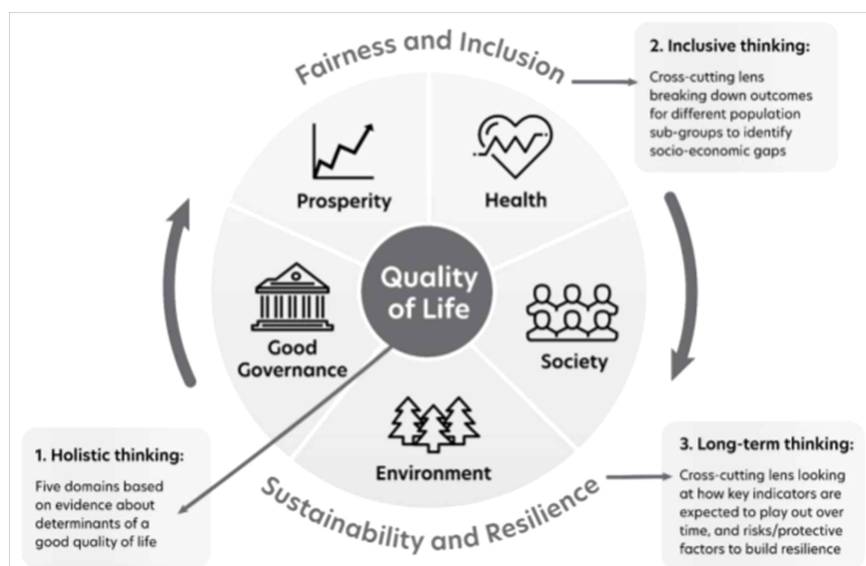 Fairness and Inclusion
2. Inclusive thinking:
Cross-cutting lens
breaking down outcomes
for different population
sub-groups to identify
socio-economic gaps
Prosperity
Health
Quality
of Life
Good
Governance
Society
Environment
1. Holistic thinking:
Five domains based
on evidence about
determinants of a
good quality of life
Sustainability and Resilience
3. Long-term thinking:
Cross-cutting lens looking
at how key indicators are
expected to play out over
time, and risks/protective
factors to build resilience